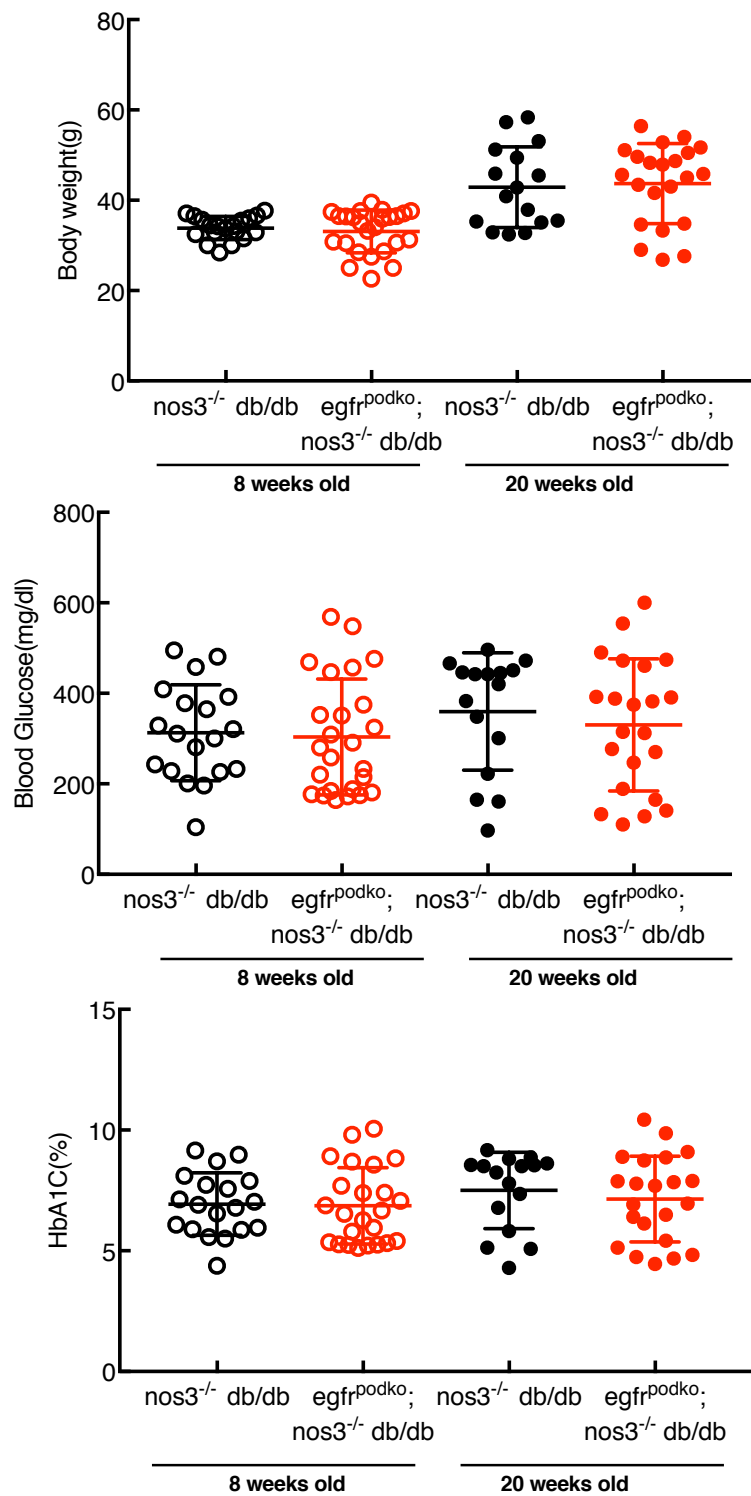 Body weight(g)
80
60
40
20
0
nos3-/- db/db
egfrpodko;
nos3-/- db/db
nos3-/- db/db
egfrpodko;
nos3-/- db/db
8 weeks old
20 weeks old
Blood Glucose(mg/dl)
800
600
400
200
0
nos3-/- db/db
egfrpodko;
nos3-/- db/db
nos3-/- db/db
egfrpodko;
nos3-/- db/db
8 weeks old
20 weeks old
HbA1C(%)
15
10
5
0
nos3-/- db/db
egfrpodko;
nos3-/- db/db
nos3-/- db/db
egfrpodko;
nos3-/- db/db
8 weeks old
20 weeks old